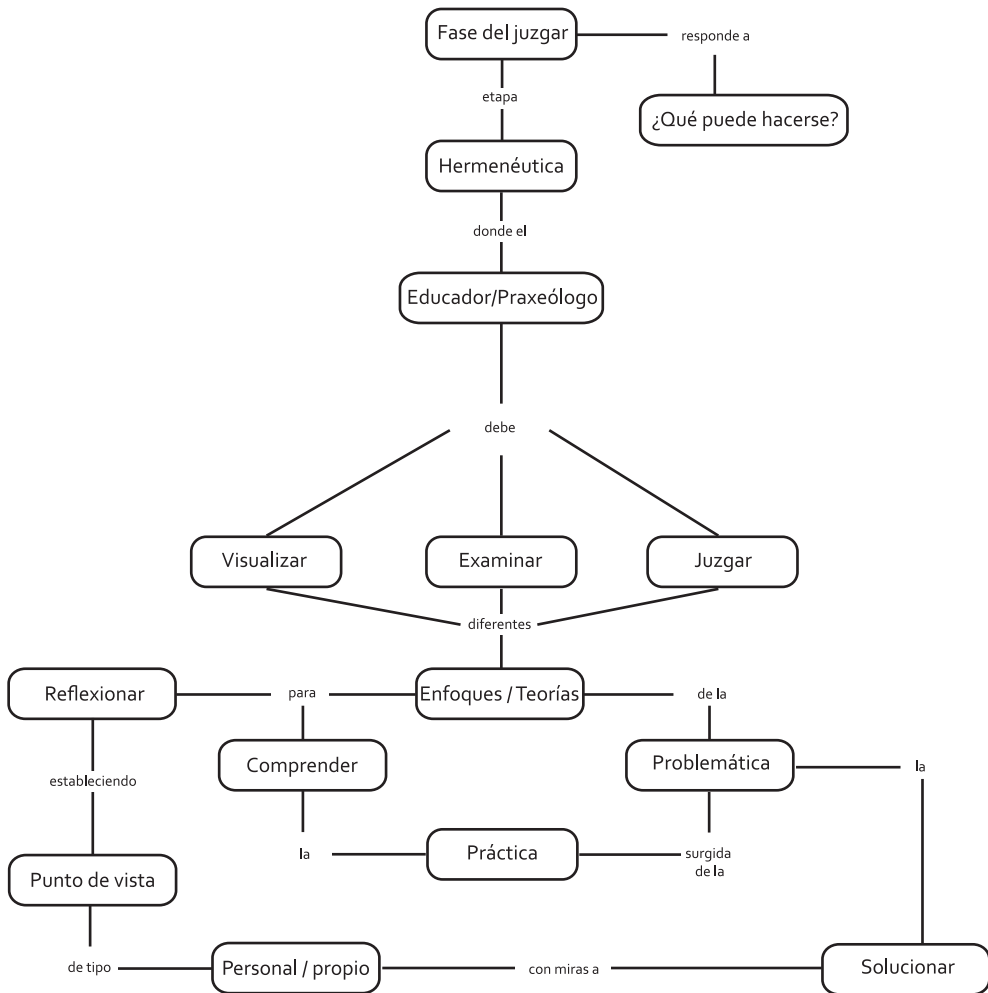 Fase del juzgar
responde a
etapa
¿Qué puede hacerse?
Hermenéutica
donde el
Educador/Praxeólogo
debe
Visualizar
Examinar
Juzgar
diferentes
Reflexionar
para
Enfoques / Teorías
de la
Comprender
Problemática
la
estableciendo
la
Práctica
surgida
de la
Punto de vista
de tipo
Personal / propio
con miras a
Solucionar